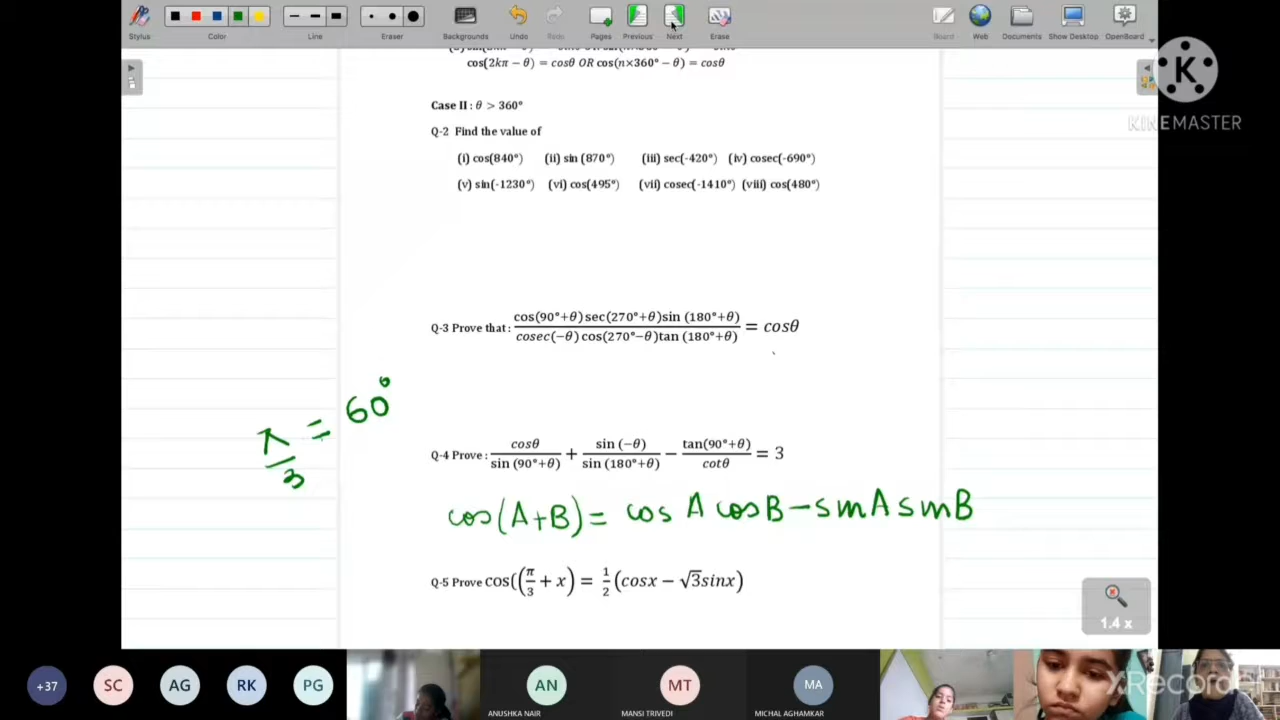 Stylus Color Line Eraser Backgrounds Undo Redo Pages Previous Next Erase Board Web Documents Show Desktop OpenBoard
cos(2kπ − θ) = cosθ OR cos(n×360° − θ) = cosθ
K
KINEMASTER
Case II : θ > 360°
Q-2 Find the value of
(i) cos(840°) (ii) sin (870°) (iii) sec(-420°) (iv) cosec(-690°)
(v) sin(-1230°) (vi) cos(495°) (vii) cosec(-1410°) (viii) cos(480°)
Q-3 Prove that : cos(90°+θ)sec(270°+θ)sin (180°+θ) / cosec(−θ)cos(270°−θ)tan (180°+θ) = cosθ
π/3 = 60°
Q-4 Prove : cosθ / sin (90°+θ) + sin (−θ) / sin (180°+θ) − tan(90°+θ) / cotθ = 3
cos(A+B) = cos A cosB − sinA sinB
Q-5 Prove cos((π/3 + x) = 1/2 (cosx − √3sinx)
1.4 x
+37 SC AG RK PG AN MT MA
XRecorder
ANUSHKA NAIR MANSI TRIVEDI MICHAL AGHAMKAR